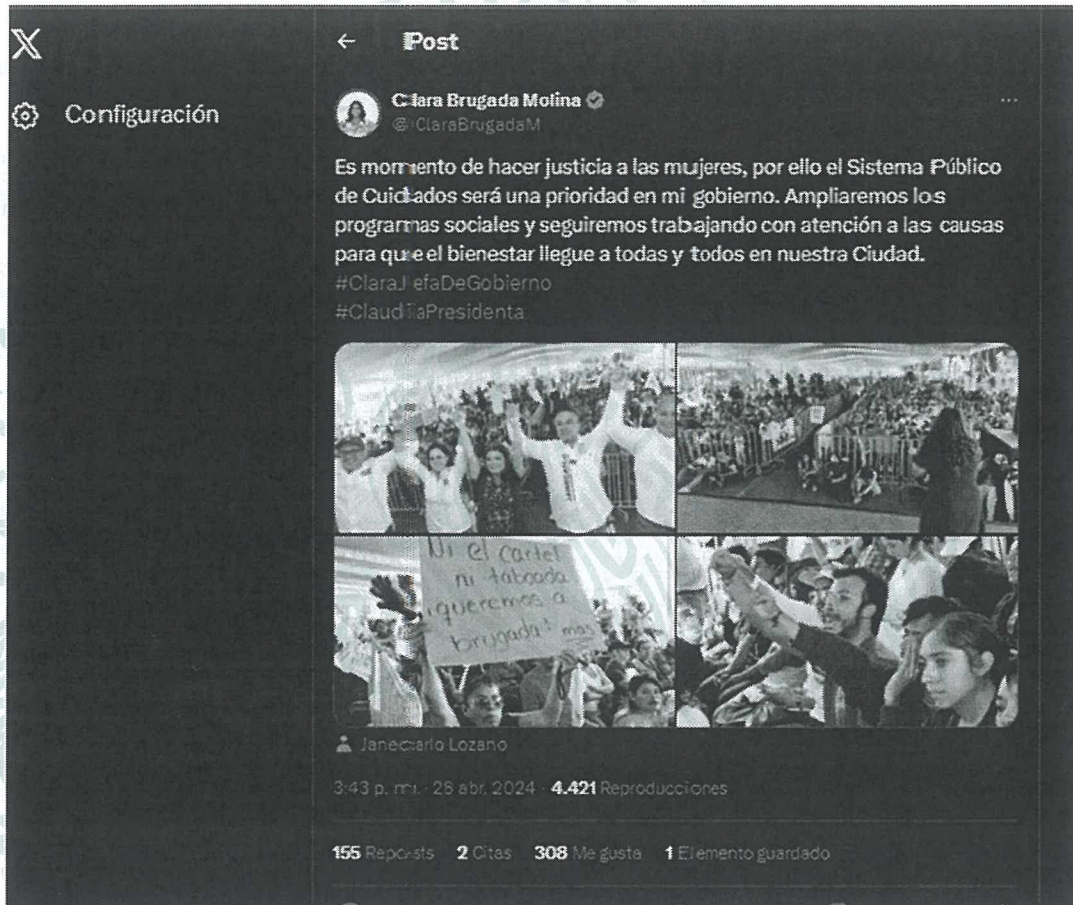 Post
Configuración
Clara Brugada Molina
@ClaraBrugadaM
Es momento de hacer justicia a las mujeres, por ello el Sistema Público
de Cuidados será una prioridad en mi gobierno. Ampliaremos los
programas sociales y seguiremos trabajando con atención a las causas
para que el bienestar llegue a todas y todos en nuestra Ciudad.
#ClaraJefaDeGobierno
#ClaudiaPresidenta
Ni el cartel
ni taboada
¡queremos a
brugada! mas
Lozano
3:43 p. m. · 28 abr. 2024 · 4.421 Reproducciones
155 Reposts 2 Citas 308 Me gusta 1 Elemento guardado